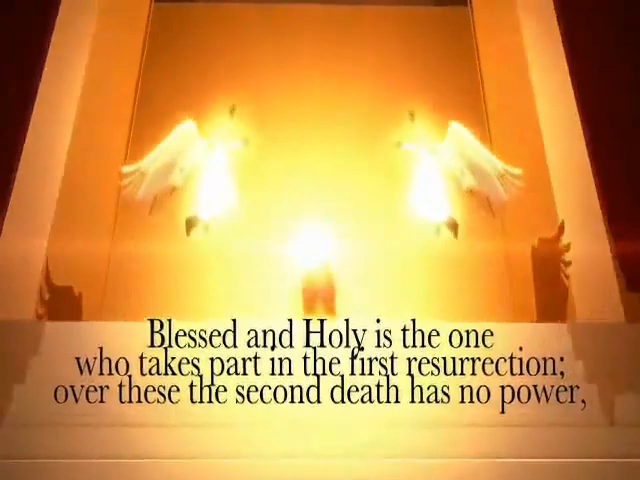 Blessed and Holy is the one
who takes part in the first resurrection;
over these the second death has no power,